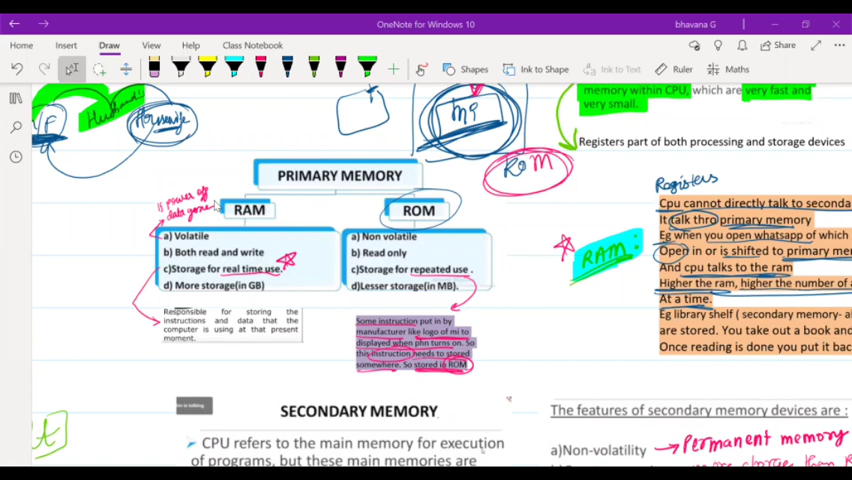 OneNote for Windows 10
bhavana G
Home Insert Draw View Help Class Notebook
Share
Shapes Ink to Shape Ink to Text Ruler Maths
F
Husband
Housewife
mi
ROM
memory within CPU, which are very fast and
very small.
Registers part of both processing and storage devices
PRIMARY MEMORY
If power off
data gone
RAM
ROM
a) Volatile
b) Both read and write
c)Storage for real time use.
d) More storage(in GB)
a) Non volatile
b) Read only
c)Storage for repeated use .
d)Lesser storage(in MB).
Responsible for storing the
instructions and data that the
computer is using at that present
moment.
Some instruction put in by
manufacturer like logo of mi to
displayed when phn turns on. So
this instruction needs to stored
somewhere. So stored in ROM
Registers
RAM:
Cpu cannot directly talk to seconda
It talk thro primary memory
Eg when you open whatsapp of which
Open in or is shifted to primary me
And cpu talks to the ram
Higher the ram, higher the number of a
At a time.
Eg library shelf ( secondary memory- a
are stored. You take out a book and
Once reading is done you put it back
SECONDARY MEMORY
CPU refers to the main memory for execution
of programs, but these main memories are
The features of secondary memory devices are :
a)Non-volatility
Permanent memory